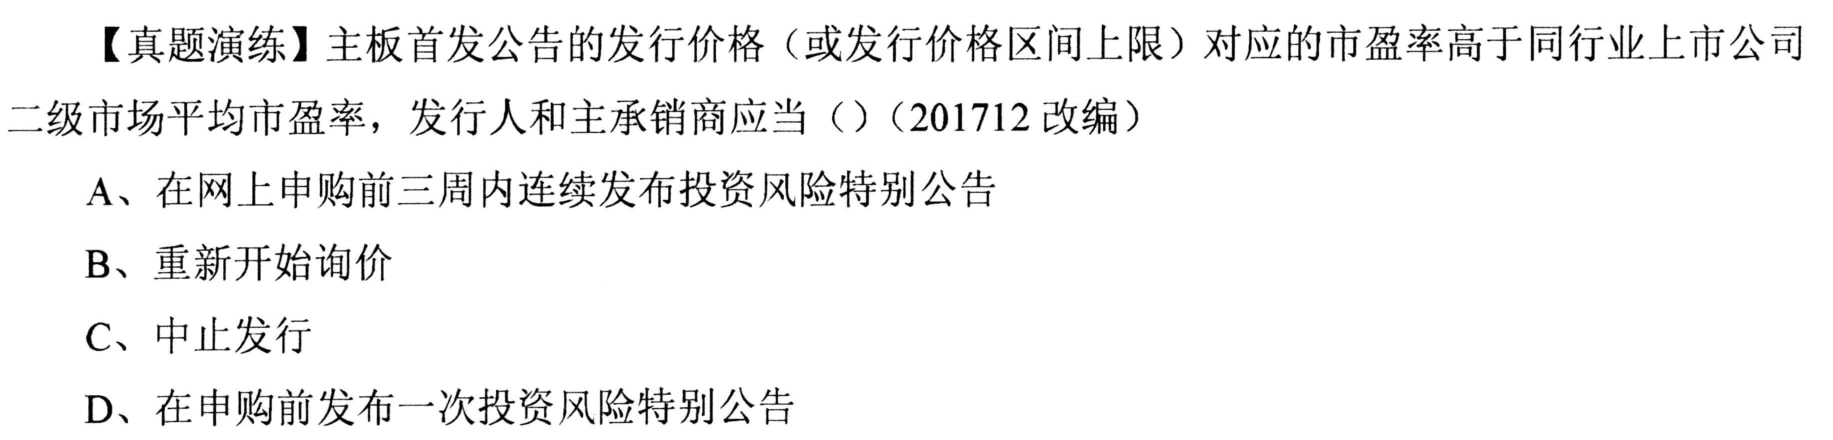 【真题演练】主板首发公告的发行价格（或发行价格区间上限）对应的市盈率高于同行业上市公司
二级市场平均市盈率，发行人和主承销商应当（）（201712 改编）
A、在网上申购前三周内连续发布投资风险特别公告
B、重新开始询价
C、中止发行
D、在申购前发布一次投资风险特别公告